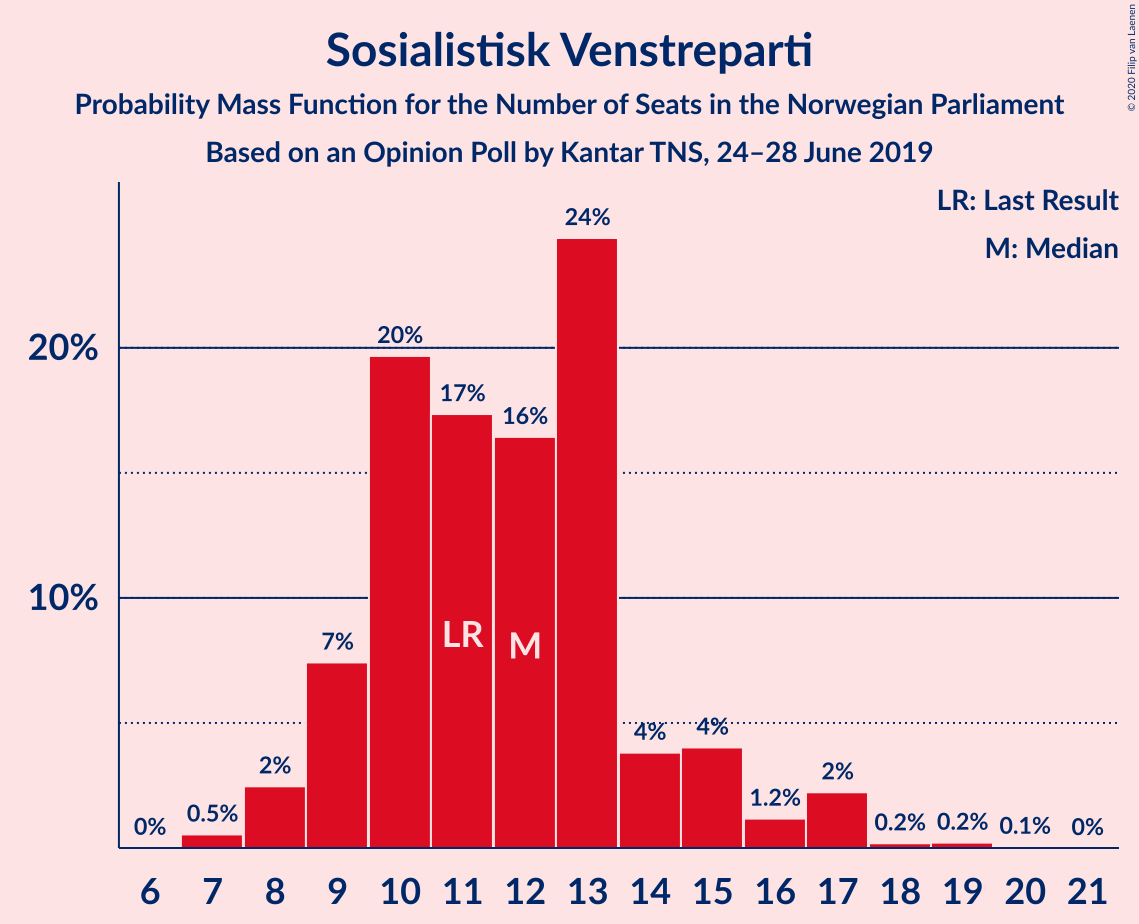 Sosialistisk Venstreparti
Probability Mass Function for the Number of Seats in the Norwegian Parliament
Based on an Opinion Poll by Kantar TNS, 24–28 June 2019
© 2020 Filip van Laenen
LR: Last Result
M: Median
24%
20%
20%
17%
16%
10%
LR
M
7%
4%
4%
2%
2%
1.2%
0%
0.5%
0.2%
0.2%
0.1%
0%
6 7 8 9 10 11 12 13 14 15 16 17 18 19 20 21